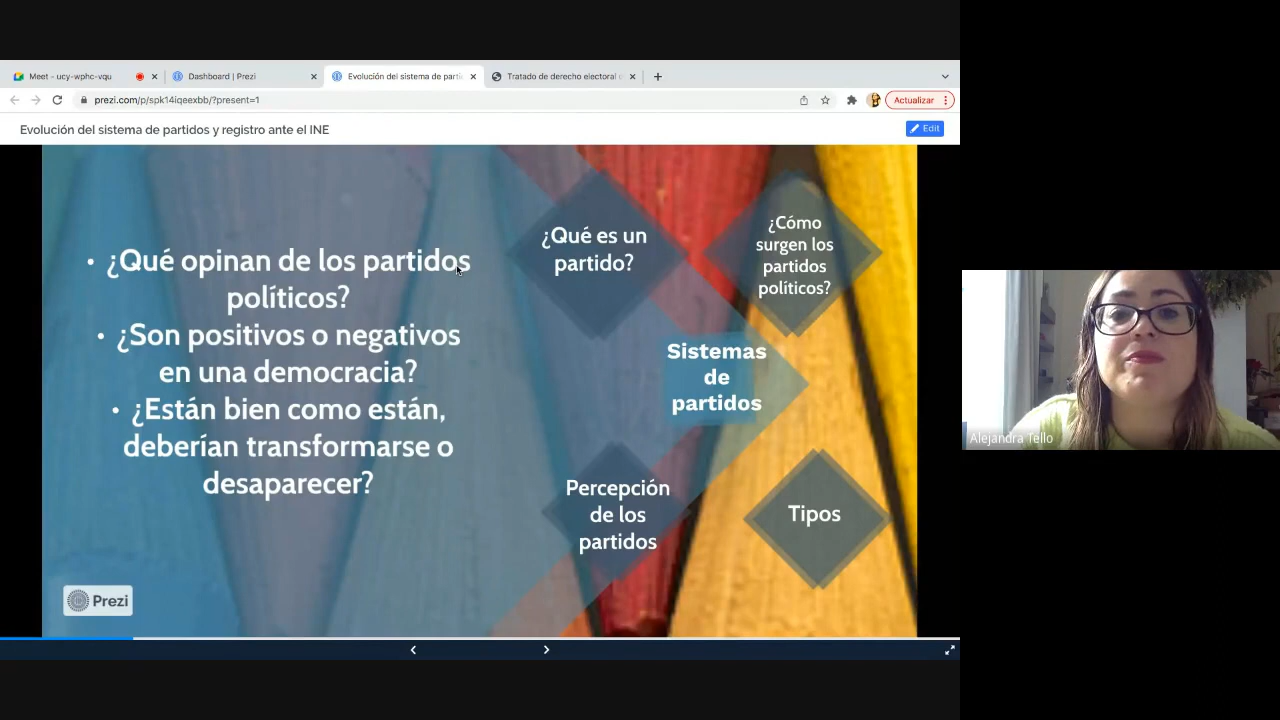 Meet - ucy-wphc-vqu
Dashboard | Prezi
Evolución del sistema de parti
Tratado de derecho electoral
prezi.com/p/spk14iqeexbb/?present=1
Actualizar
Evolución del sistema de partidos y registro ante el INE
Edit
• ¿Qué opinan de los partidos
políticos?
• ¿Son positivos o negativos
en una democracia?
• ¿Están bien como están,
deberían transformarse o
desaparecer?
¿Qué es un
partido?
¿Cómo
surgen los
partidos
políticos?
Sistemas
de
partidos
Percepción
de los
partidos
Tipos
Prezi
Alejandra Tello